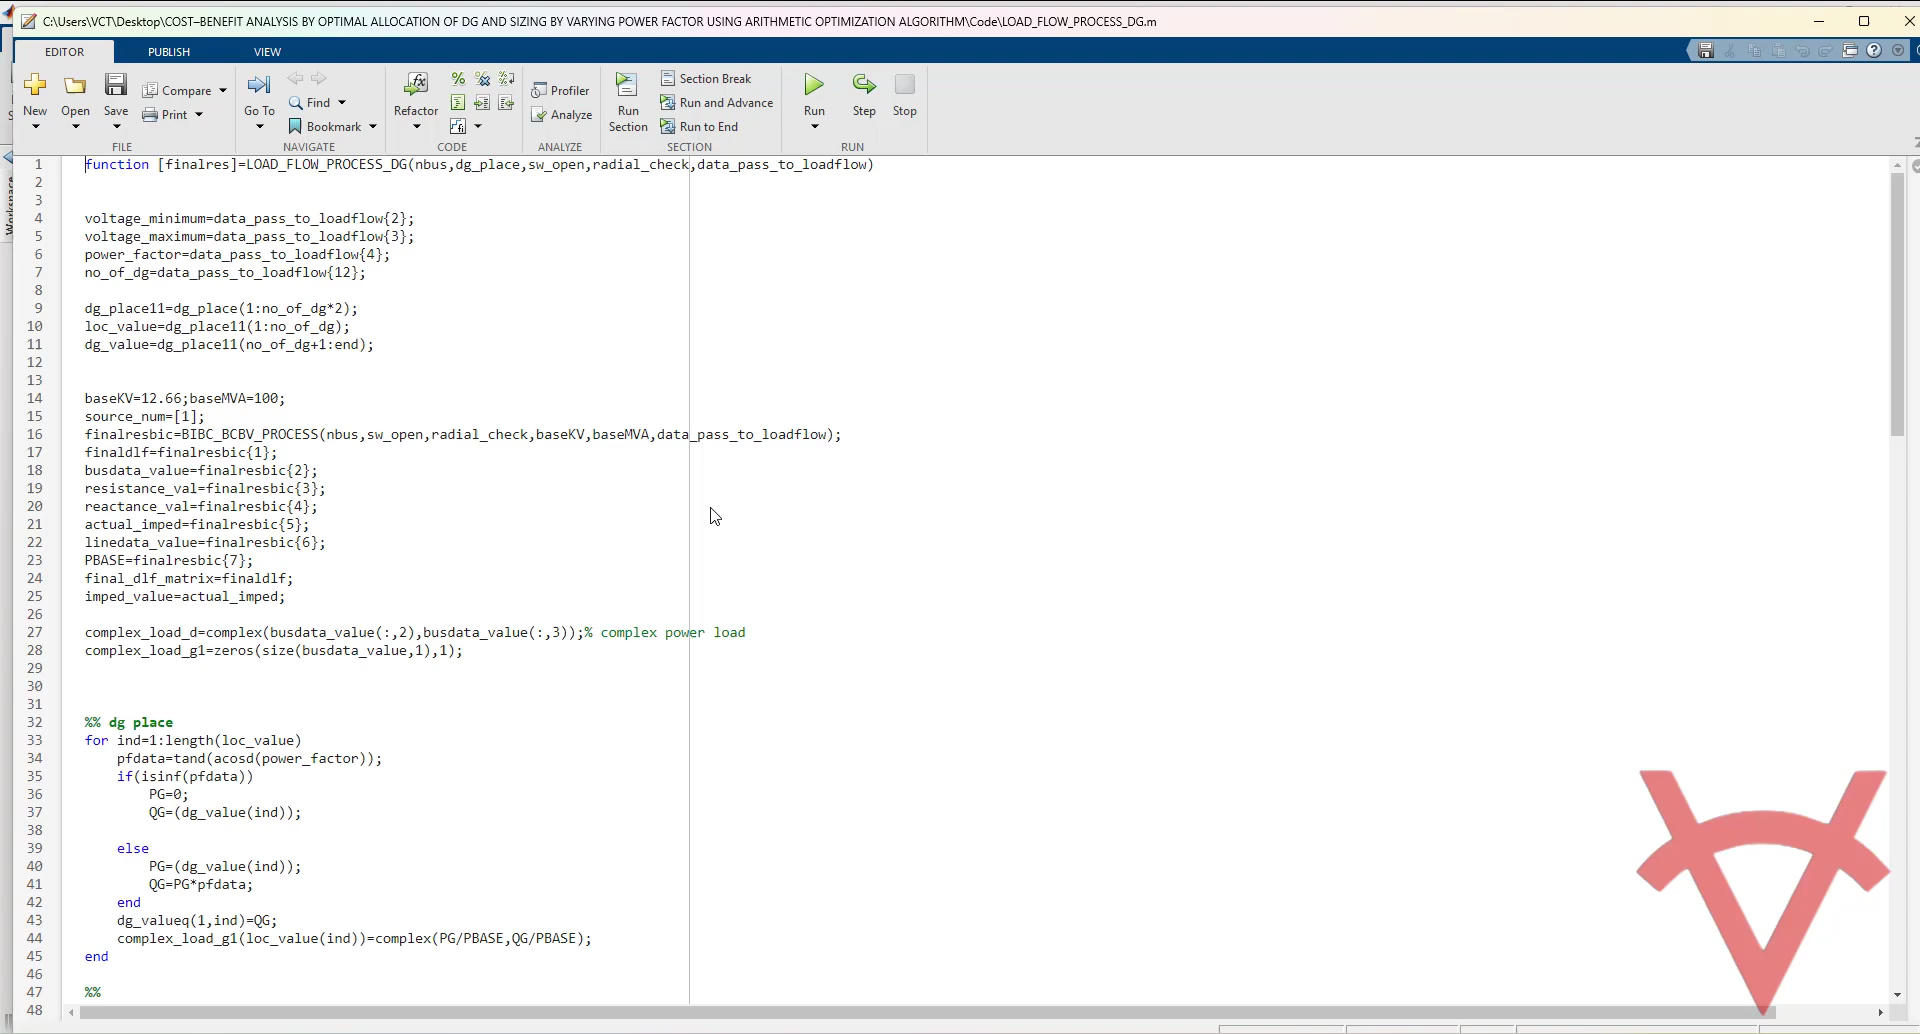 C:\Users\VCT\Desktop\COST–BENEFIT ANALYSIS BY OPTIMAL ALLOCATION OF DG AND SIZING BY VARYING POWER FACTOR USING ARITHMETIC OPTIMIZATION ALGORITHM\Code\LOAD_FLOW_PROCESS_DG.m
EDITOR PUBLISH VIEW
New Open Save Compare Print
Go To Find Bookmark
Refactor
Profiler Analyze
Run Section Section Break Run and Advance Run to End
Run Step Stop
FILE NAVIGATE CODE ANALYZE SECTION RUN
Workspace
1 function [finalres]=LOAD_FLOW_PROCESS_DG(nbus,dg_place,sw_open,radial_check,data_pass_to_loadflow)
2
3
4 voltage_minimum=data_pass_to_loadflow{2};
5 voltage_maximum=data_pass_to_loadflow{3};
6 power_factor=data_pass_to_loadflow{4};
7 no_of_dg=data_pass_to_loadflow{12};
8
9 dg_place11=dg_place(1:no_of_dg*2);
10 loc_value=dg_place11(1:no_of_dg);
11 dg_value=dg_place11(no_of_dg+1:end);
12
13
14 baseKV=12.66;baseMVA=100;
15 source_num=[1];
16 finalresbic=BIBC_BCBV_PROCESS(nbus,sw_open,radial_check,baseKV,baseMVA,data_pass_to_loadflow);
17 finaldlf=finalresbic{1};
18 busdata_value=finalresbic{2};
19 resistance_val=finalresbic{3};
20 reactance_val=finalresbic{4};
21 actual_imped=finalresbic{5};
22 linedata_value=finalresbic{6};
23 PBASE=finalresbic{7};
24 final_dlf_matrix=finaldlf;
25 imped_value=actual_imped;
26
27 complex_load_d=complex(busdata_value(:,2),busdata_value(:,3));% complex power load
28 complex_load_g1=zeros(size(busdata_value,1),1);
29
30
31
32 %% dg place
33 for ind=1:length(loc_value)
34 pfdata=tand(acosd(power_factor));
35 if(isinf(pfdata))
36 PG=0;
37 QG=(dg_value(ind));
38
39 else
40 PG=(dg_value(ind));
41 QG=PG*pfdata;
42 end
43 dg_valueq(1,ind)=QG;
44 complex_load_g1(loc_value(ind))=complex(PG/PBASE,QG/PBASE);
45 end
46
47 %%
48